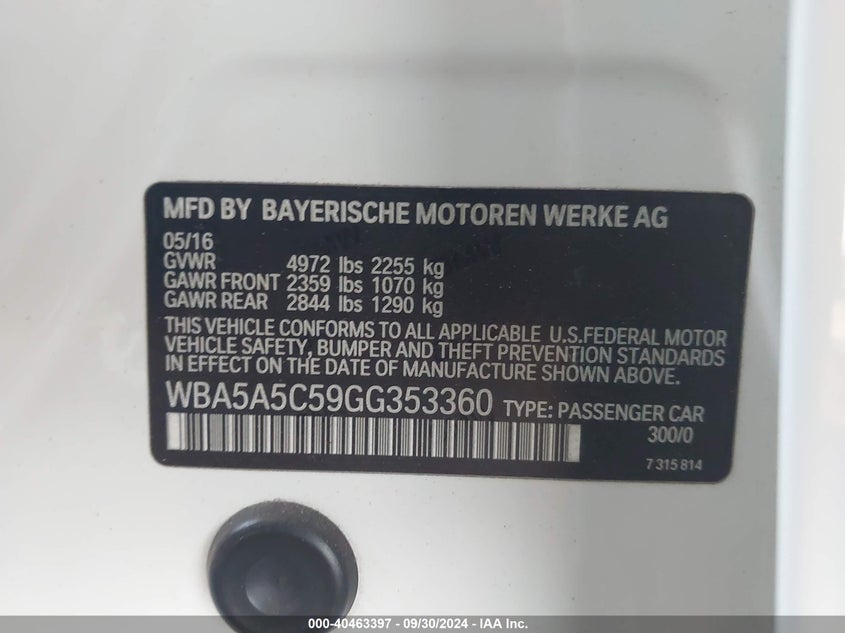 MFD BY BAYERISCHE MOTOREN WERKE AG
05/16
GVWR 4972 lbs 2255 kg
GAWR FRONT 2359 lbs 1070 kg
GAWR REAR 2844 lbs 1290 kg
THIS VEHICLE CONFORMS TO ALL APPLICABLE U.S.FEDERAL MOTOR
VEHICLE SAFETY, BUMPER AND THEFT PREVENTION STANDARDS
IN EFFECT ON THE DATE OF MANUFACTURE SHOWN ABOVE.
WBA5A5C59GG353360 TYPE: PASSENGER CAR
300/0
7 315 814
000-40463397 - 09/30/2024 - IAA Inc.